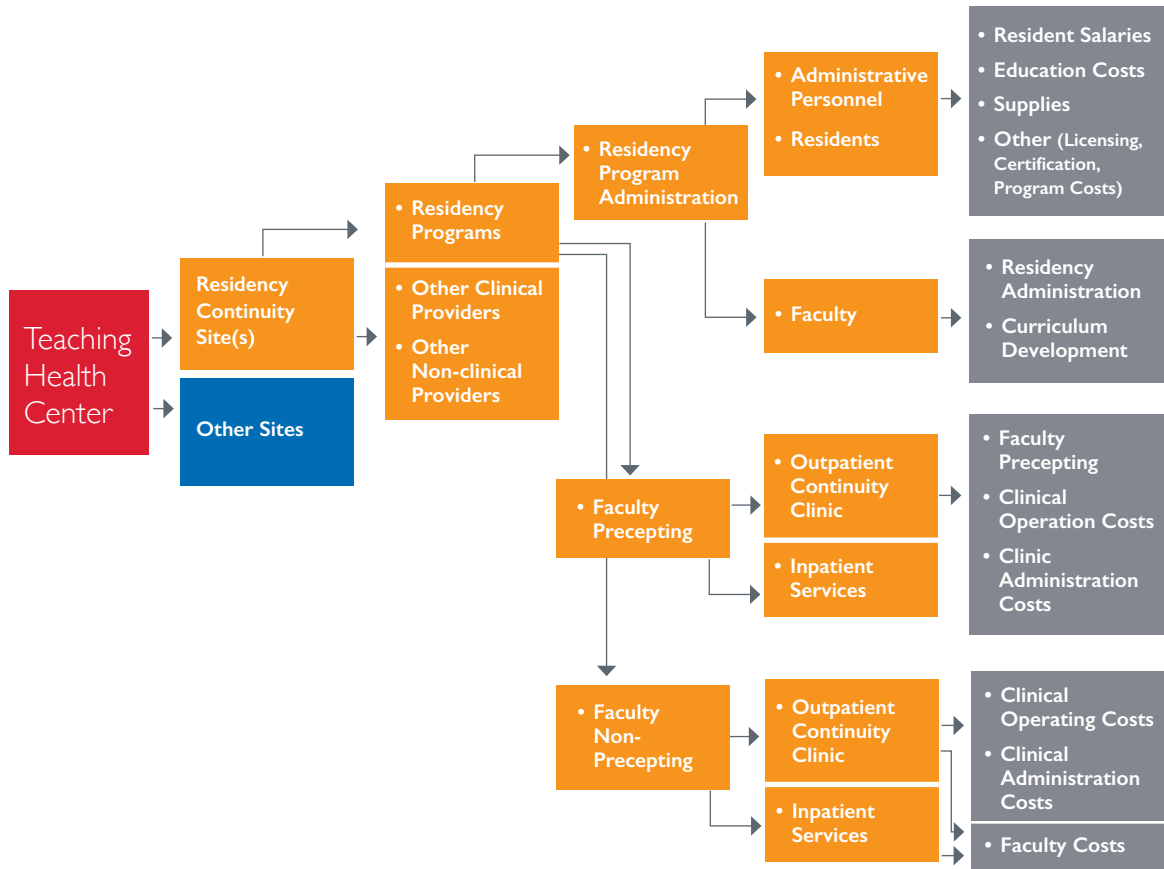 Teaching
Health
Center
Residency
Continuity
Site(s)
Other Sites
• Residency
Programs
• Other Clinical
Providers
• Other
Non-clinical
Providers
• Residency
Program
Administration
• Administrative
Personnel
• Residents
• Resident Salaries
• Education Costs
• Supplies
• Other (Licensing,
Certification,
Program Costs)
• Faculty
• Residency
Administration
• Curriculum
Development
• Faculty
Precepting
• Outpatient
Continuity
Clinic
• Inpatient
Services
• Faculty
Precepting
• Clinical
Operation Costs
• Clinic
Administration
Costs
• Faculty
Non-
Precepting
• Outpatient
Continuity
Clinic
• Inpatient
Services
• Clinical
Operating Costs
• Clinical
Administration
Costs
• Faculty Costs